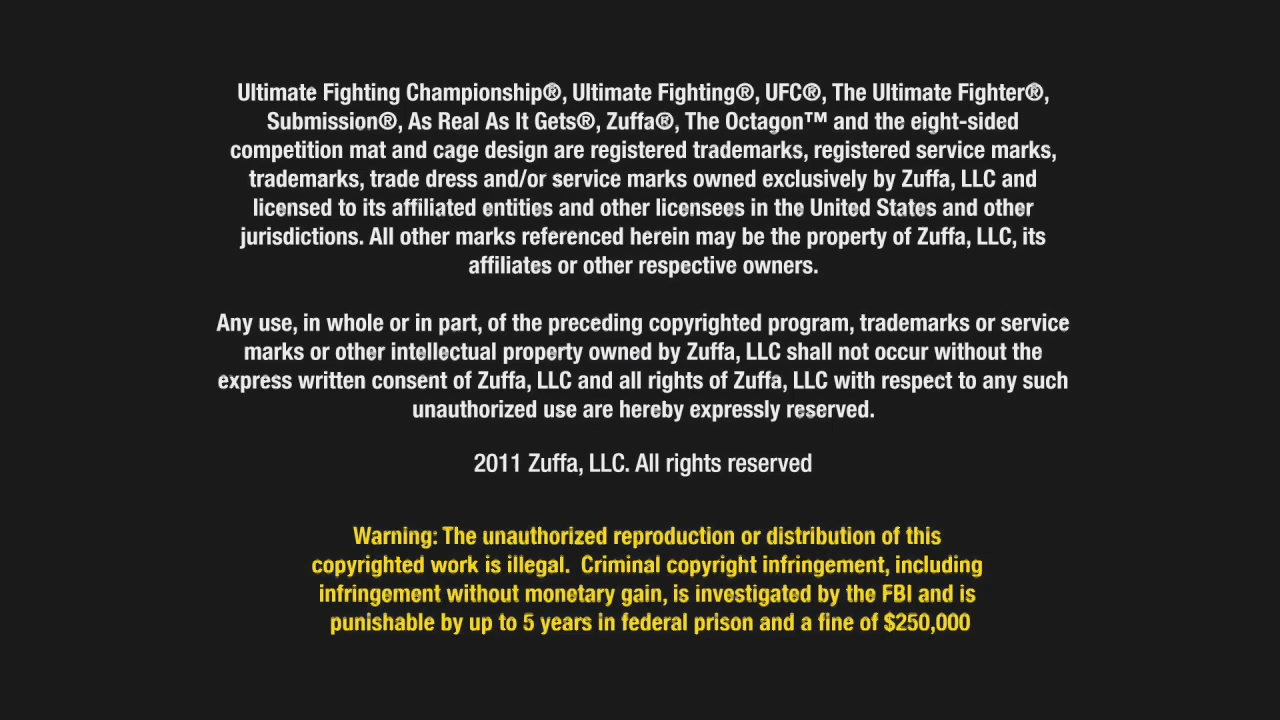 Ultimate Fighting Championship®, Ultimate Fighting®, UFC®, The Ultimate Fighter®,
Submission®, As Real As It Gets®, Zuffa®, The Octagon™ and the eight-sided
competition mat and cage design are registered trademarks, registered service marks,
trademarks, trade dress and/or service marks owned exclusively by Zuffa, LLC and
licensed to its affiliated entities and other licensees in the United States and other
jurisdictions. All other marks referenced herein may be the property of Zuffa, LLC, its
affiliates or other respective owners.
Any use, in whole or in part, of the preceding copyrighted program, trademarks or service
marks or other intellectual property owned by Zuffa, LLC shall not occur without the
express written consent of Zuffa, LLC and all rights of Zuffa, LLC with respect to any such
unauthorized use are hereby expressly reserved.
2011 Zuffa, LLC. All rights reserved
Warning: The unauthorized reproduction or distribution of this
copyrighted work is illegal.  Criminal copyright infringement, including
infringement without monetary gain, is investigated by the FBI and is
punishable by up to 5 years in federal prison and a fine of $250,000